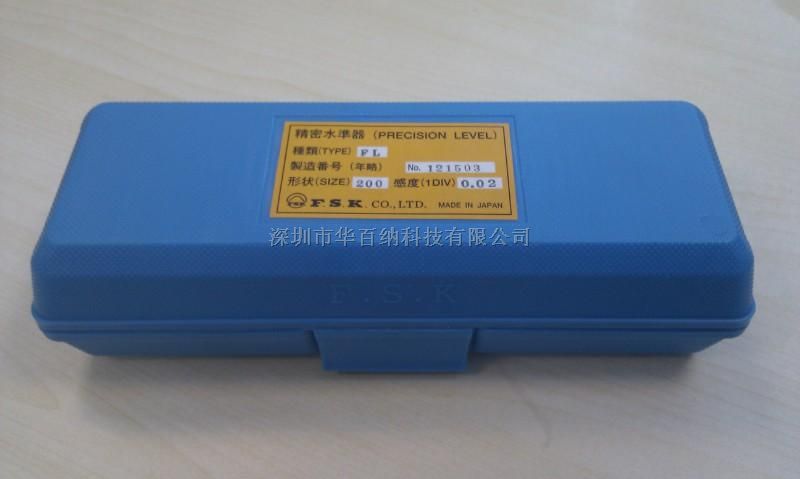 精密水準器 (PRECISION LEVEL)
種類(TYPE) FL
製造番号 (年略) No. 121503
形状(SIZE) 200 感度(1DIV) 0.02
FSK F.S.K. CO.,LTD. MADE IN JAPAN
深圳市华百纳科技有限公司
F.S.K